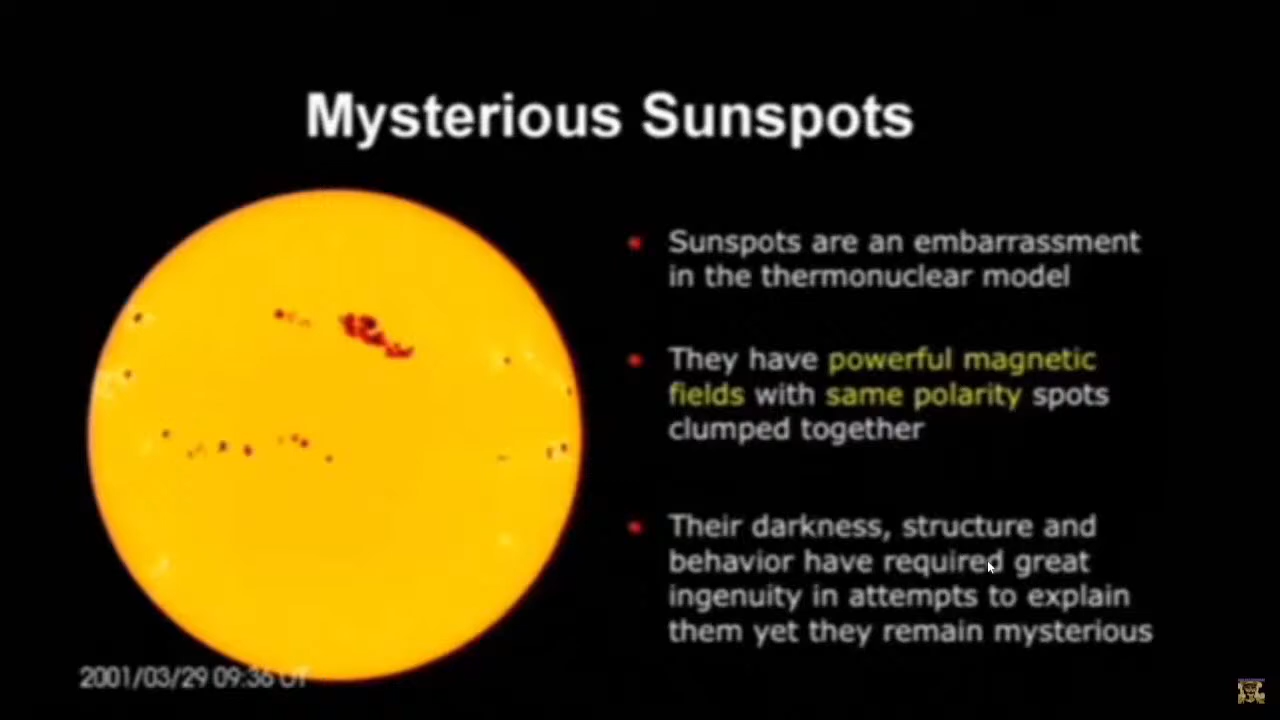 Mysterious Sunspots
Sunspots are an embarrassment
in the thermonuclear model
They have powerful magnetic
fields with same polarity spots
clumped together
Their darkness, structure and
behavior have required great
ingenuity in attempts to explain
them yet they remain mysterious
2001/03/29 09:36 UT